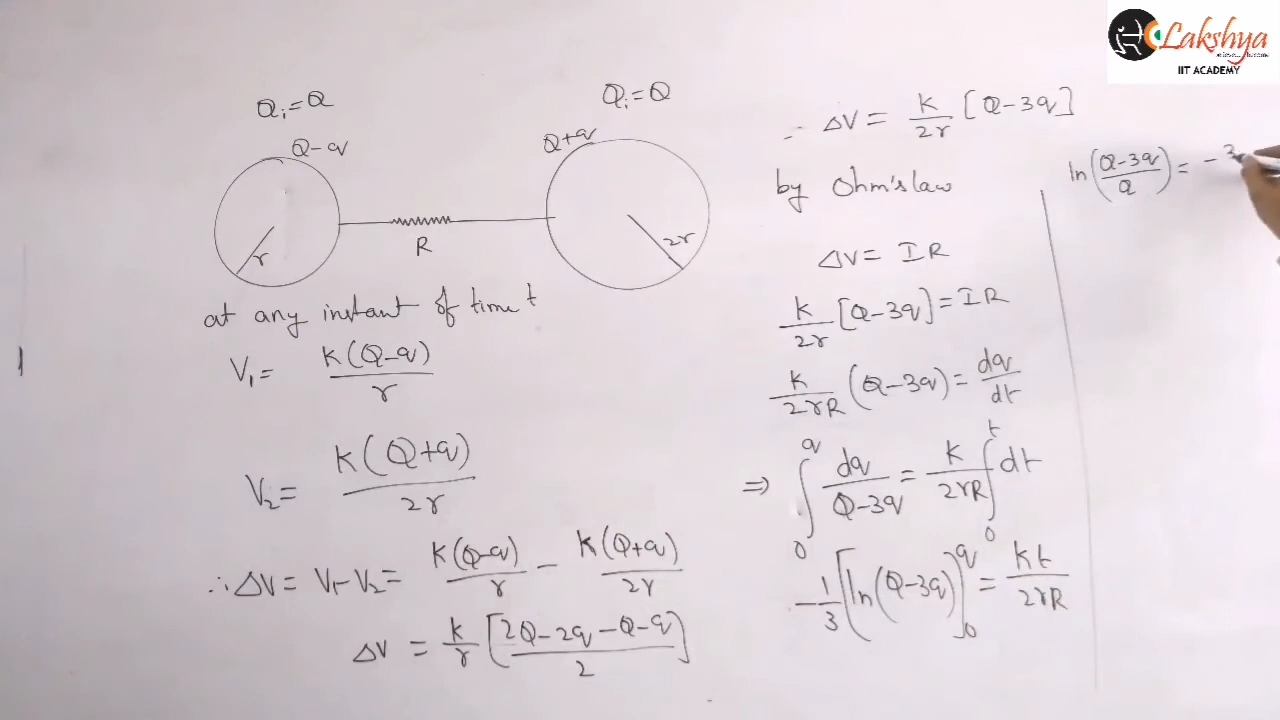 Lakshya
IIT ACADEMY
Qi=Q
Qi=Q
Q-q
Q+q
r
R
2r
at any instant of time t
V₁= K(Q-q)/r
V₂= K(Q+q)/2r
∴ ΔV= V₁-V₂= K(Q-q)/r - K(Q+q)/2r
ΔV = K/r [2Q-2q-Q-q/2]
∴ ΔV= K/2r [Q-3q]
by Ohm's law
ΔV= IR
K/2r [Q-3q]=IR
K/2rR (Q-3q)= dq/dt
⇒ ∫₀^q dq/Q-3q = K/2rR ∫₀^t dt
-1/3 [ln(Q-3q)]₀^q = Kt/2rR
ln(Q-3q/Q)= -3